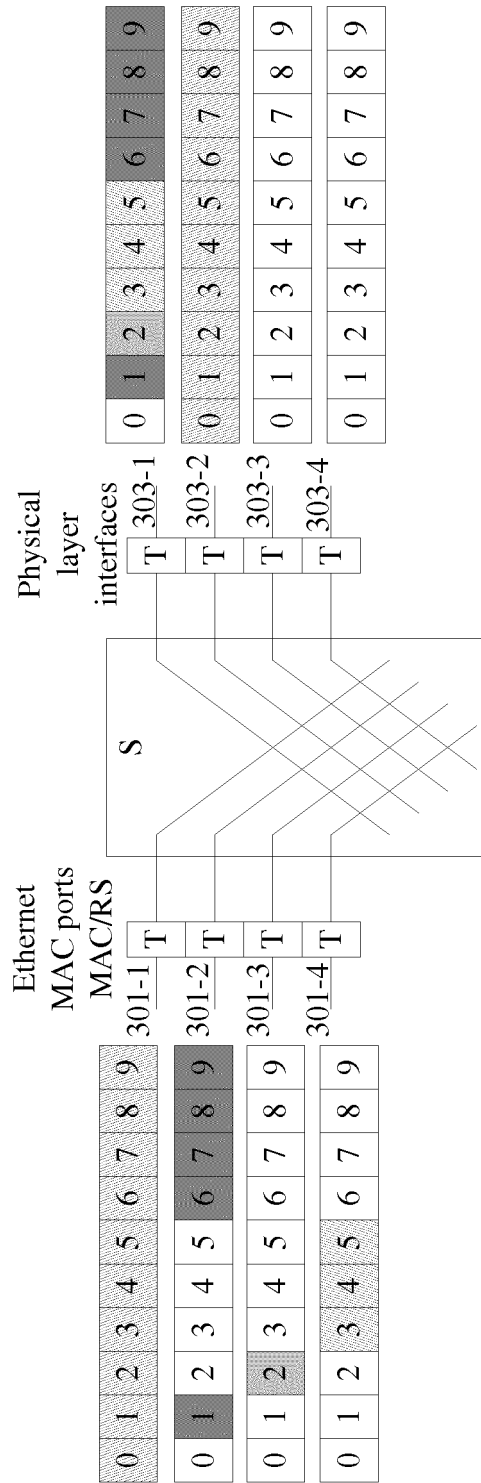 Ethernet
MAC ports
MAC/RS
Physical
layer
interfaces
0 1 2 3 4 5 6 7 8 9
301-1
T
S
T
303-1
0 1 2 3 4 5 6 7 8 9
0 1 2 3 4 5 6 7 8 9
301-2
T
T
303-2
0 1 2 3 4 5 6 7 8 9
0 1 2 3 4 5 6 7 8 9
301-3
T
T
303-3
0 1 2 3 4 5 6 7 8 9
0 1 2 3 4 5 6 7 8 9
301-4
T
T
303-4
0 1 2 3 4 5 6 7 8 9